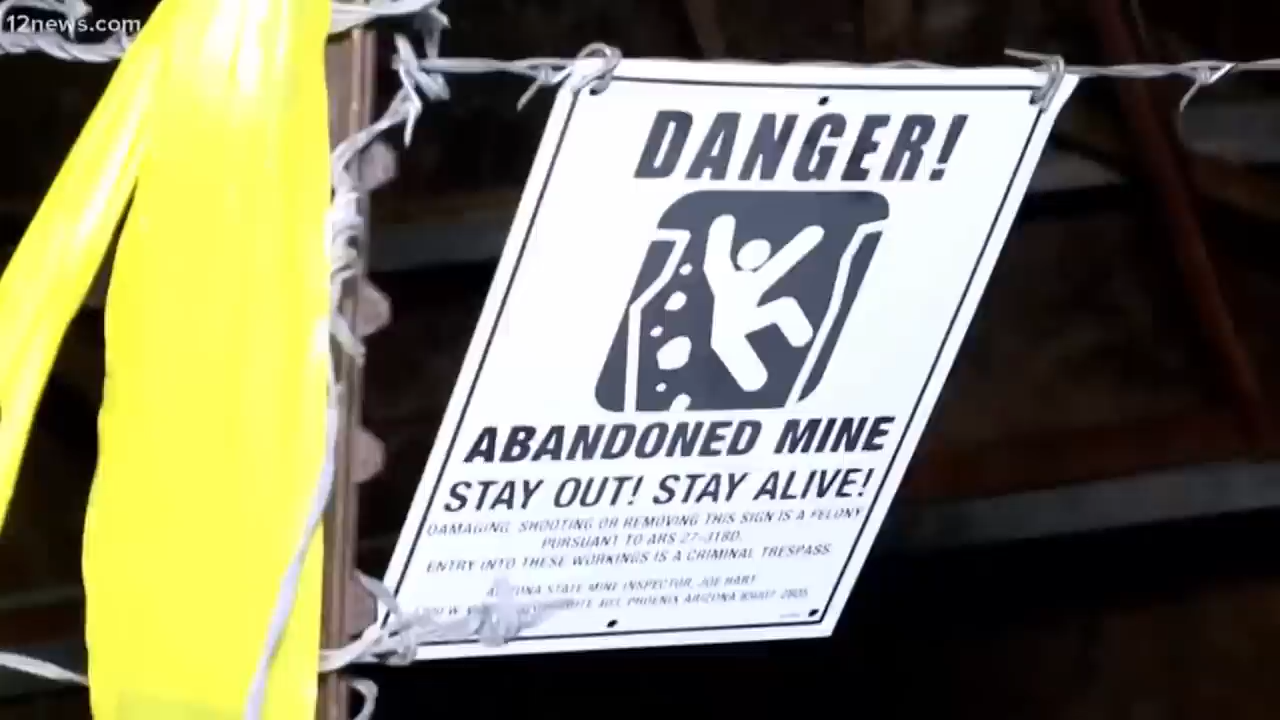 12news.com
DANGER!
ABANDONED MINE
STAY OUT! STAY ALIVE!
DAMAGING, SHOOTING OR REMOVING THIS SIGN IS A FELONY
PURSUANT TO ARS 27-318D.
ENTRY INTO THESE WORKINGS IS A CRIMINAL TRESPASS
ARIZONA STATE MINE INSPECTOR, JOE HART
W. PHOENIX ARIZONA